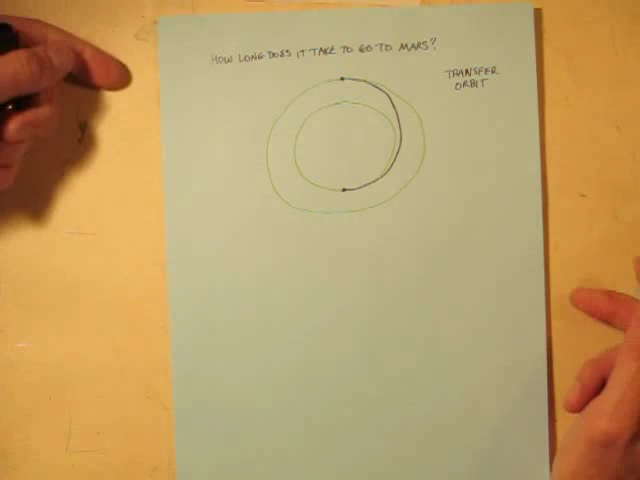 HOW LONG DOES IT TAKE TO GO TO MARS?
TRANSFER
ORBIT